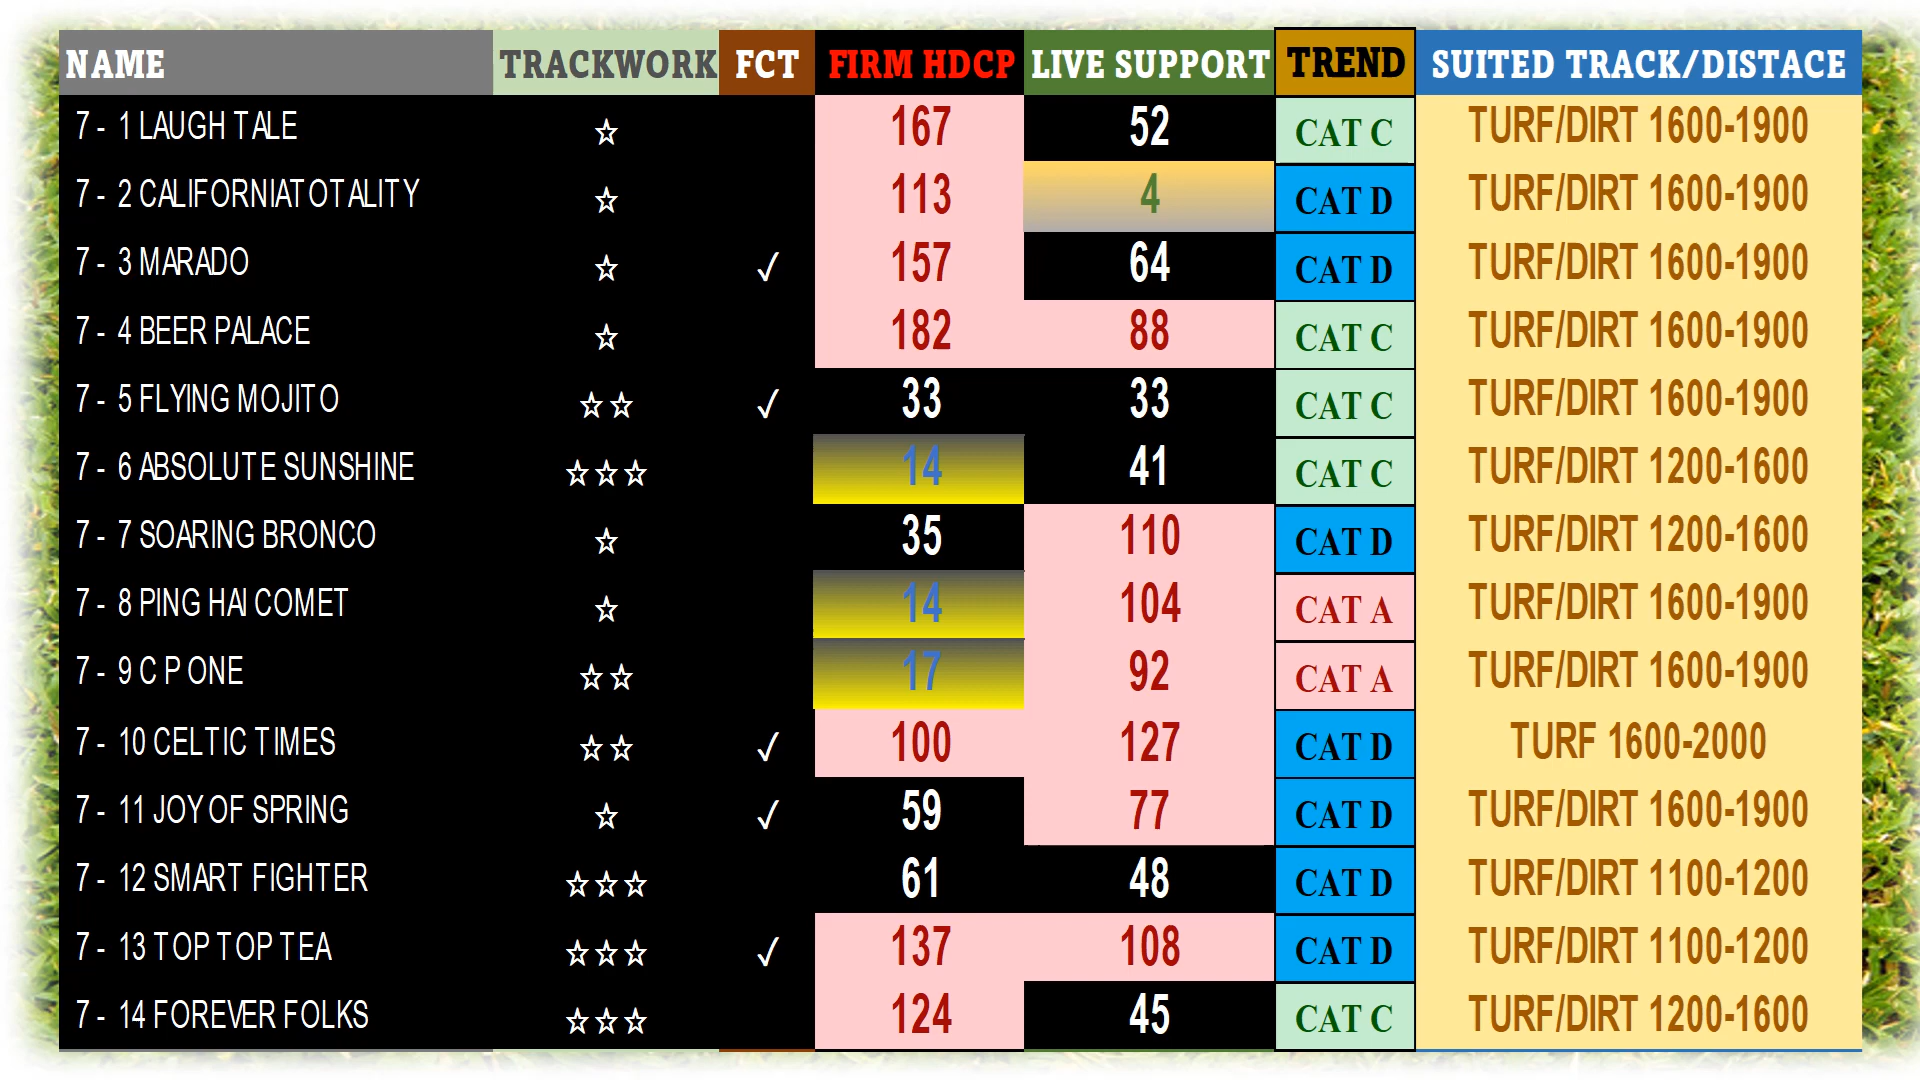 NAME TRACKWORK FCT FIRM HDCP LIVE SUPPORT TREND SUITED TRACK/DISTACE
7 - 1 LAUGH TALE ☆ 167 52 CAT C TURF/DIRT 1600-1900
7 - 2 CALIFORNIATOTALITY ☆ 113 4 CAT D TURF/DIRT 1600-1900
7 - 3 MARADO ☆ ✓ 157 64 CAT D TURF/DIRT 1600-1900
7 - 4 BEER PALACE ☆ 182 88 CAT C TURF/DIRT 1600-1900
7 - 5 FLYING MOJITO ☆☆ ✓ 33 33 CAT C TURF/DIRT 1600-1900
7 - 6 ABSOLUTE SUNSHINE ☆☆☆ 14 41 CAT C TURF/DIRT 1200-1600
7 - 7 SOARING BRONCO ☆ 35 110 CAT D TURF/DIRT 1200-1600
7 - 8 PING HAI COMET ☆ 14 104 CAT A TURF/DIRT 1600-1900
7 - 9 C P ONE ☆☆ 17 92 CAT A TURF/DIRT 1600-1900
7 - 10 CELTIC TIMES ☆☆ ✓ 100 127 CAT D TURF 1600-2000
7 - 11 JOY OF SPRING ☆ ✓ 59 77 CAT D TURF/DIRT 1600-1900
7 - 12 SMART FIGHTER ☆☆☆ 61 48 CAT D TURF/DIRT 1100-1200
7 - 13 TOP TOP TEA ☆☆☆ ✓ 137 108 CAT D TURF/DIRT 1100-1200
7 - 14 FOREVER FOLKS ☆☆☆ 124 45 CAT C TURF/DIRT 1200-1600